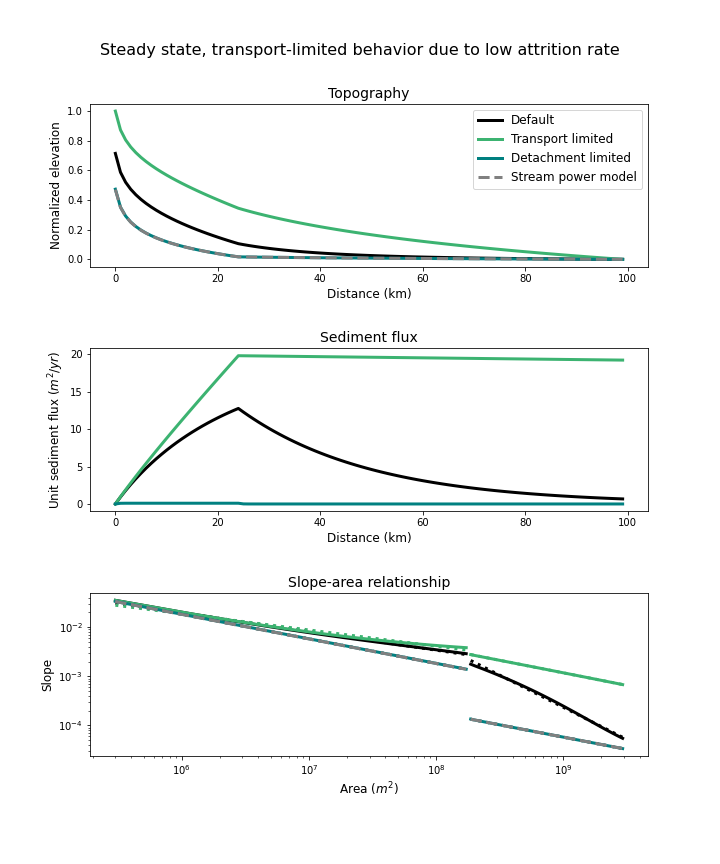 Steady state, transport-limited behavior due to low attrition rate
Topography
Normalized elevation
1.0
0.8
0.6
0.4
0.2
0.0
Default
Transport limited
Detachment limited
Stream power model
0 20 40 60 80 100
Distance (km)
Sediment flux
Unit sediment flux (m²/yr)
20
15
10
5
0
0 20 40 60 80 100
Distance (km)
Slope-area relationship
Slope
10⁻²
10⁻³
10⁻⁴
10⁶ 10⁷ 10⁸ 10⁹
Area (m²)